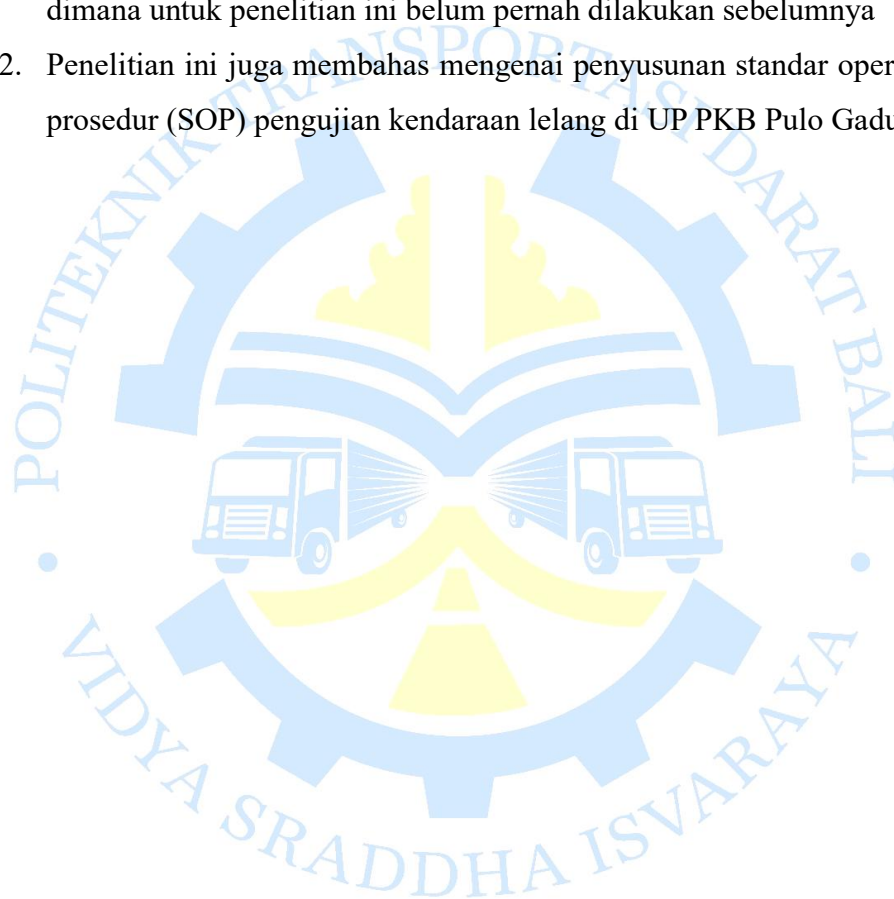 dimana untuk penelitian ini belum pernah dilakukan sebelumnya
2. Penelitian ini juga membahas mengenai penyusunan standar oper
prosedur (SOP) pengujian kendaraan lelang di UP PKB Pulo Gadu
POLITEKNIK TRANSPORTASI DARAT BALI
• VIDYA SRADDHA ISVARAYA •